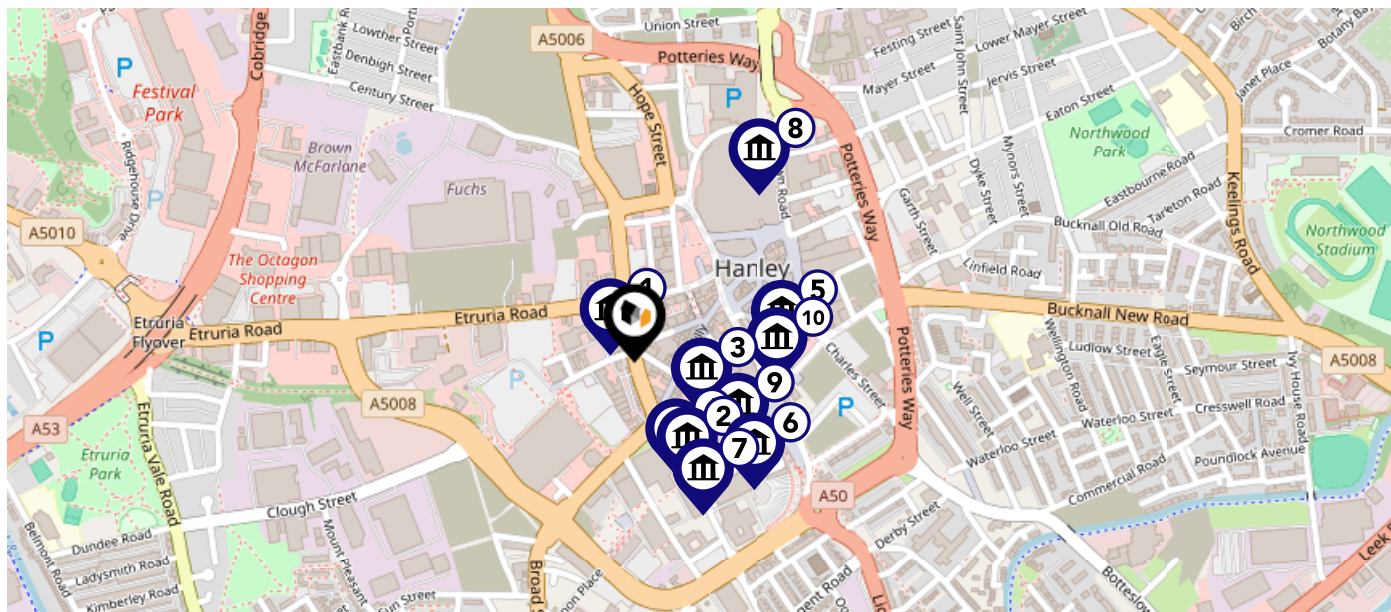 Cobridge
Eastbank R
Lowther Street
Denbigh Street
Century Street
Union Street
A5006
Potteries Way
Festing Street
Saint John Street
Lower Mayer Street
Birch
Botany Ba
Mayer Street
Jervis Street
Janet Place
P
Festival
Park
Hope Street
P
Eaton Street
8
Northwood
Park
Cromer Road
Ridgehouse Drive
Brown
McFarlane
Fuchs
P
Potteries Way
Dyke Street
Mynors Street
Eastbourne Road
Tarleton Road
Keelings Road
Garth Street
Bucknall Old Road
A5010
Northwood
Stadium
The Octagon
Shopping
Centre
Hanley
Linfield Road
4
5
10
Etruria
Flyover
Etruria Road
Etruria Road
Bucknall New Road
P
3
Charles Street
Potteries Way
Wellington Road
Ludlow Street
Eagle Street
Seymour Street
Ivy House Road
A5008
P
9
A5008
P
2
6
7
Well Street
Cresswell Road
Waterloo Street
Waterloo Street
A53
Etruria
Park
Etruria Vale Road
Poundlock Avenue
Commercial Road
A50
Clough Street
Derby Street
Belmont Road
Dundee Road
Ladysmith Road
Kimberley Road
Mount Pleasant
Broad S
Leek
Botteslow